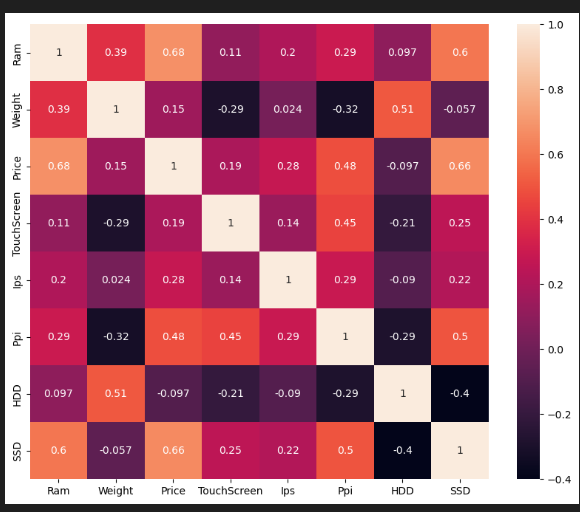 Ram 1 0.39 0.68 0.11 0.2 0.29 0.097 0.6
Weight 0.39 1 0.15 -0.29 0.024 -0.32 0.51 -0.057
Price 0.68 0.15 1 0.19 0.28 0.48 -0.097 0.66
TouchScreen 0.11 -0.29 0.19 1 0.14 0.45 -0.21 0.25
Ips 0.2 0.024 0.28 0.14 1 0.29 -0.09 0.22
Ppi 0.29 -0.32 0.48 0.45 0.29 1 -0.29 0.5
HDD 0.097 0.51 -0.097 -0.21 -0.09 -0.29 1 -0.4
SSD 0.6 -0.057 0.66 0.25 0.22 0.5 -0.4 1
Ram Weight Price TouchScreen Ips Ppi HDD SSD
1.0
0.8
0.6
0.4
0.2
0.0
−0.2
−0.4